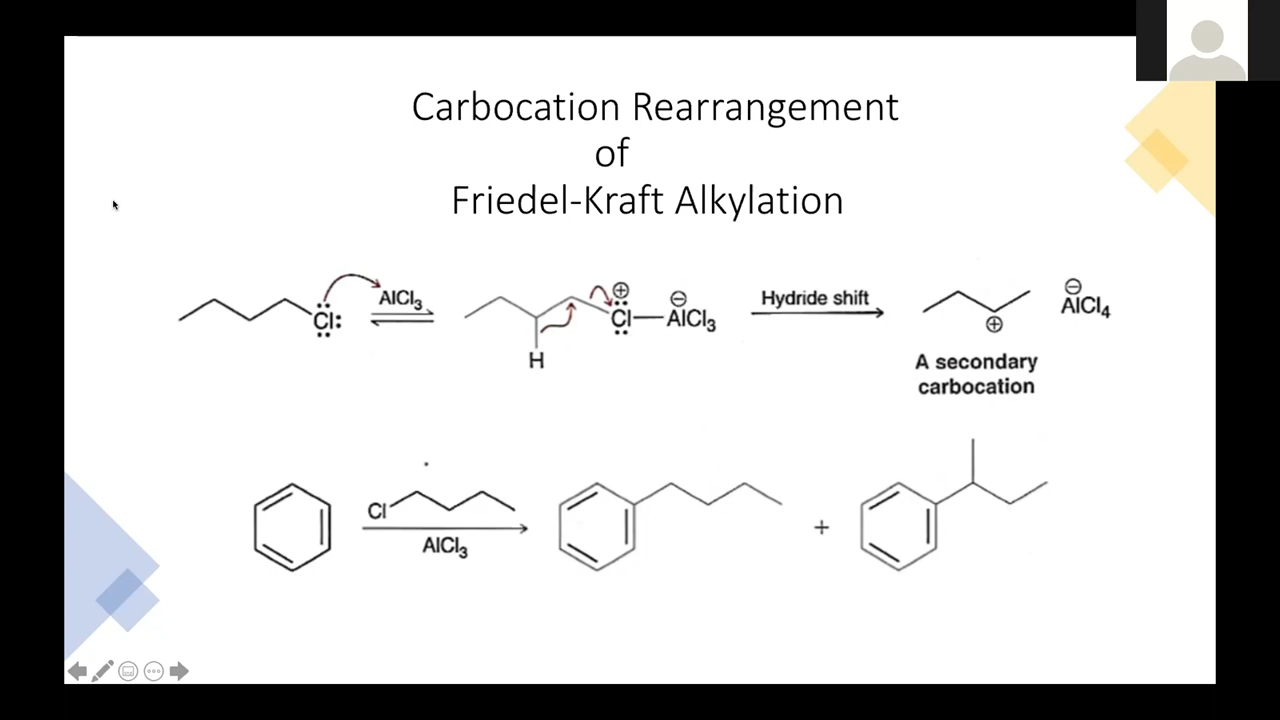 Carbocation Rearrangement
of
Friedel-Kraft Alkylation
Cl:
AlCl₃
H
⊕
Cl—AlCl₃
⊖
Hydride shift
⊕
⊖
AlCl₄
A secondary
carbocation
Cl
AlCl₃
+